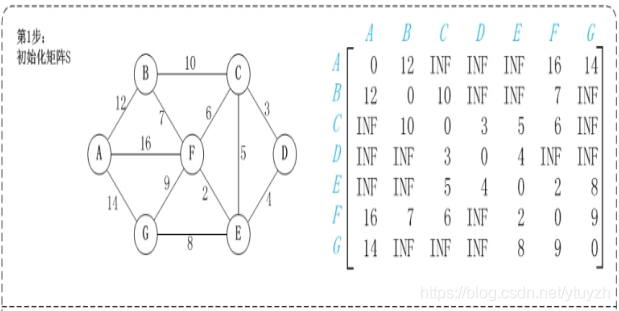 第1步：
初始化矩阵S
A B C D E F G
10
B C
12 7 6 3
16
A F 5 D
14 9 2 4
G E
8
A 0 12 INF INF INF 16 14
B 12 0 10 INF INF 7 INF
C INF 10 0 3 5 6 INF
D INF INF 3 0 4 INF INF
E INF INF 5 4 0 2 8
F 16 7 6 INF 2 0 9
G 14 INF INF INF 8 9 0
https://blog.csdn.net/ytuyzh